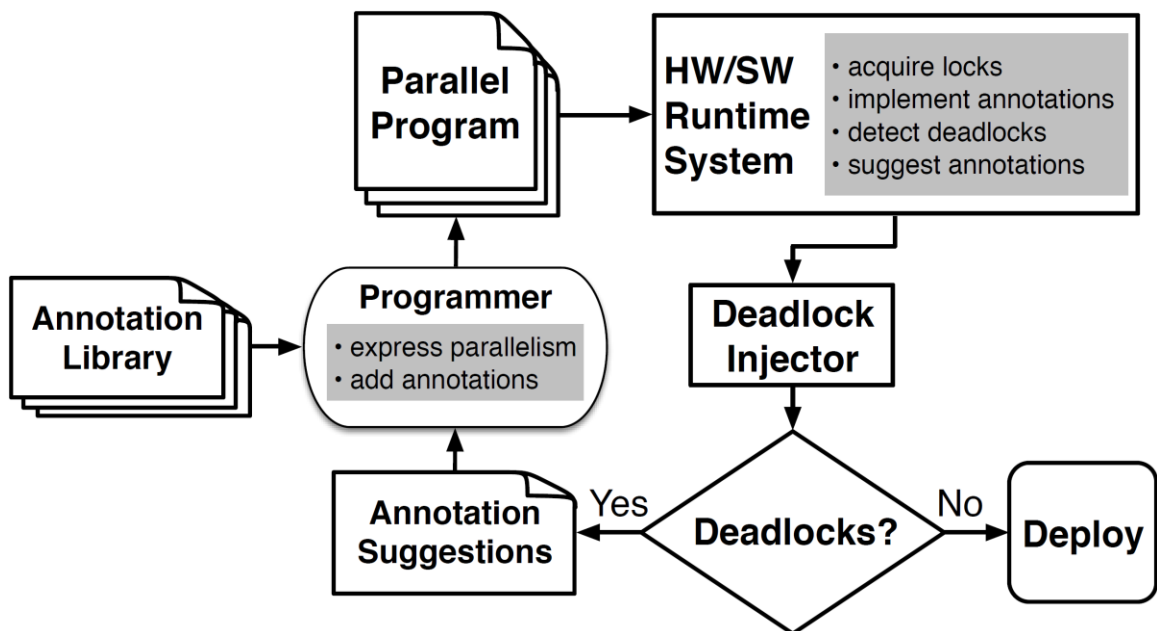 Parallel
Program
HW/SW
Runtime
System
• acquire locks
• implement annotations
• detect deadlocks
• suggest annotations
Annotation
Library
Programmer
• express parallelism
• add annotations
Deadlock
Injector
Annotation
Suggestions
Yes
Deadlocks?
No
Deploy